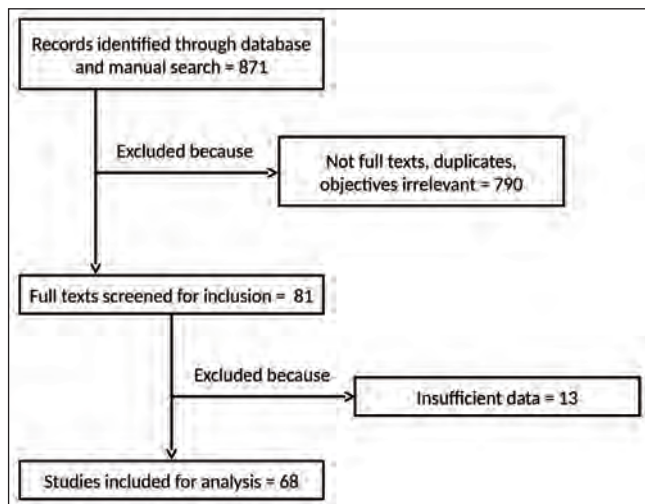 Records identified through database
and manual search = 871
Excluded because
Not full texts, duplicates,
objectives irrelevant = 790
Full texts screened for inclusion = 81
Excluded because
Insufficient data = 13
Studies included for analysis = 68